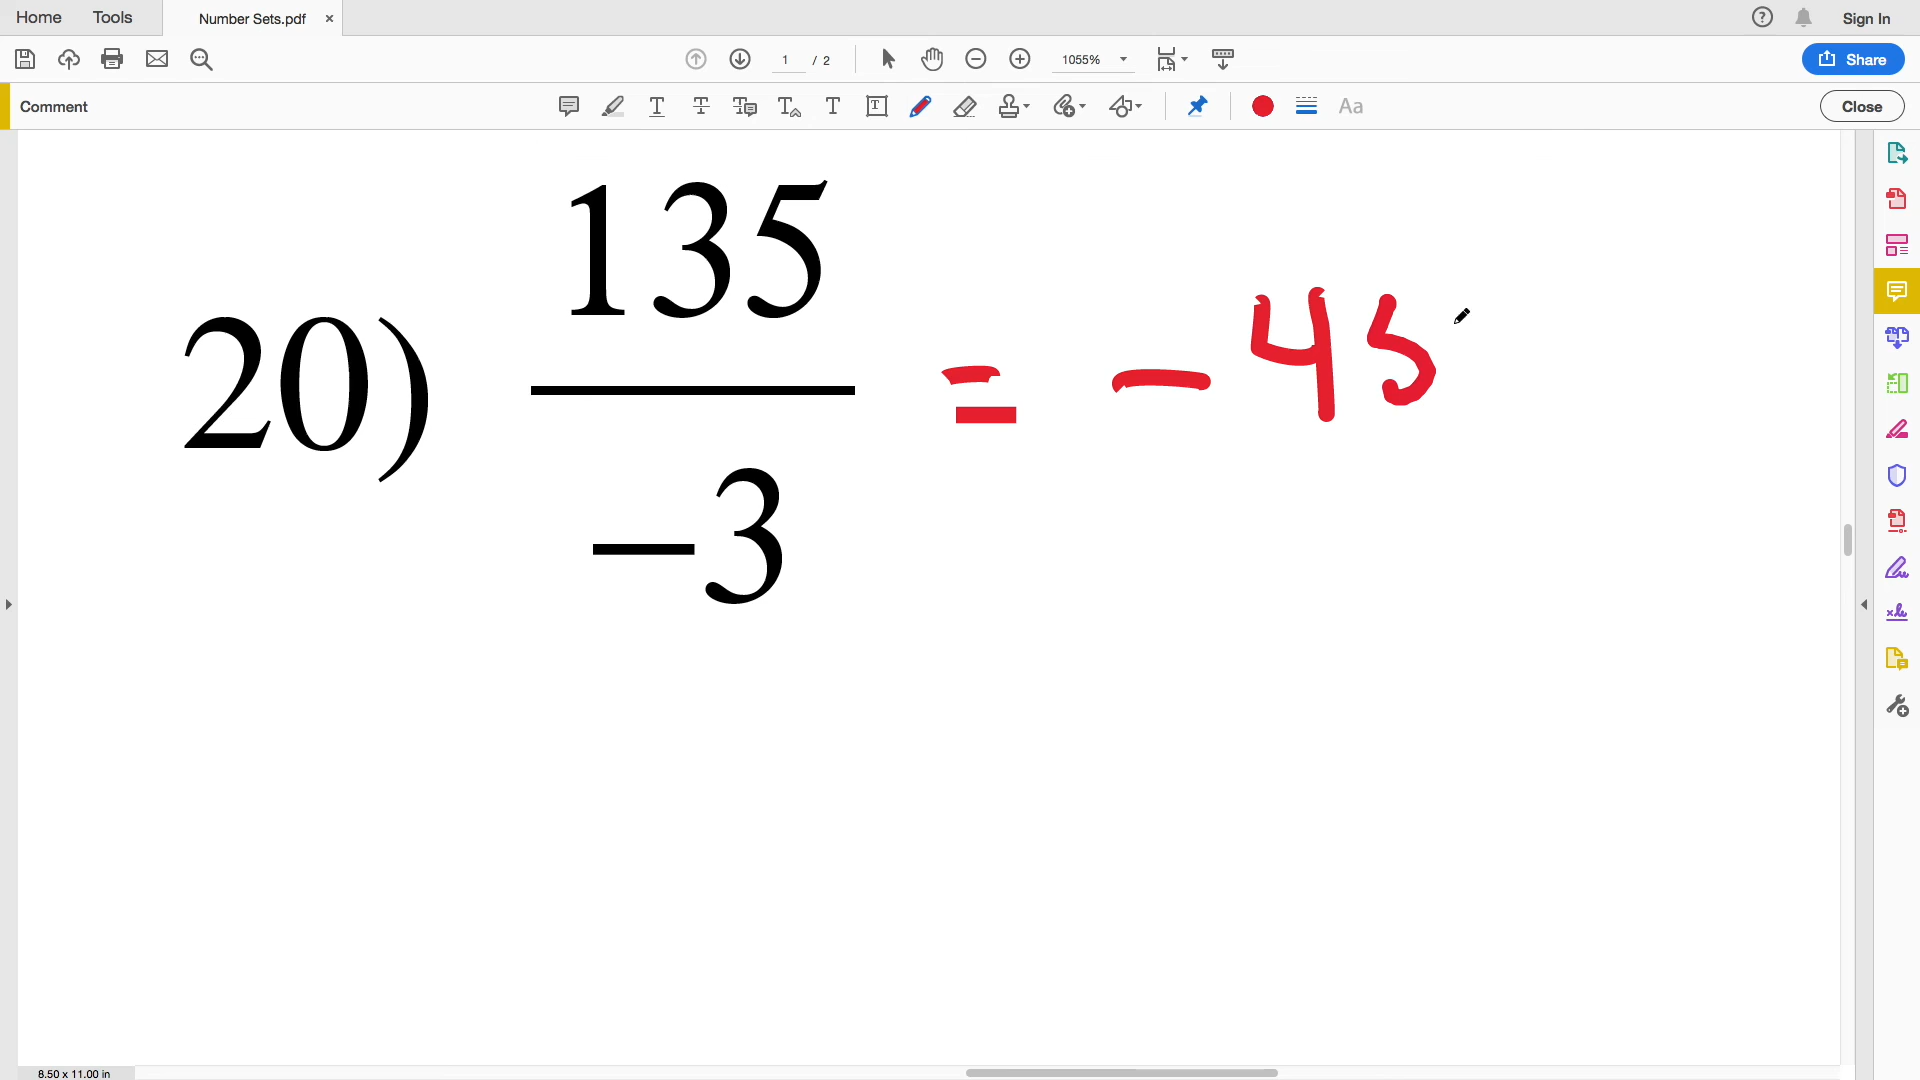 Home Tools Number Sets.pdf × Sign In
1 / 2 1055% Share
Comment Aa Close
20) 135/−3 = − 45
8.50 x 11.00 in